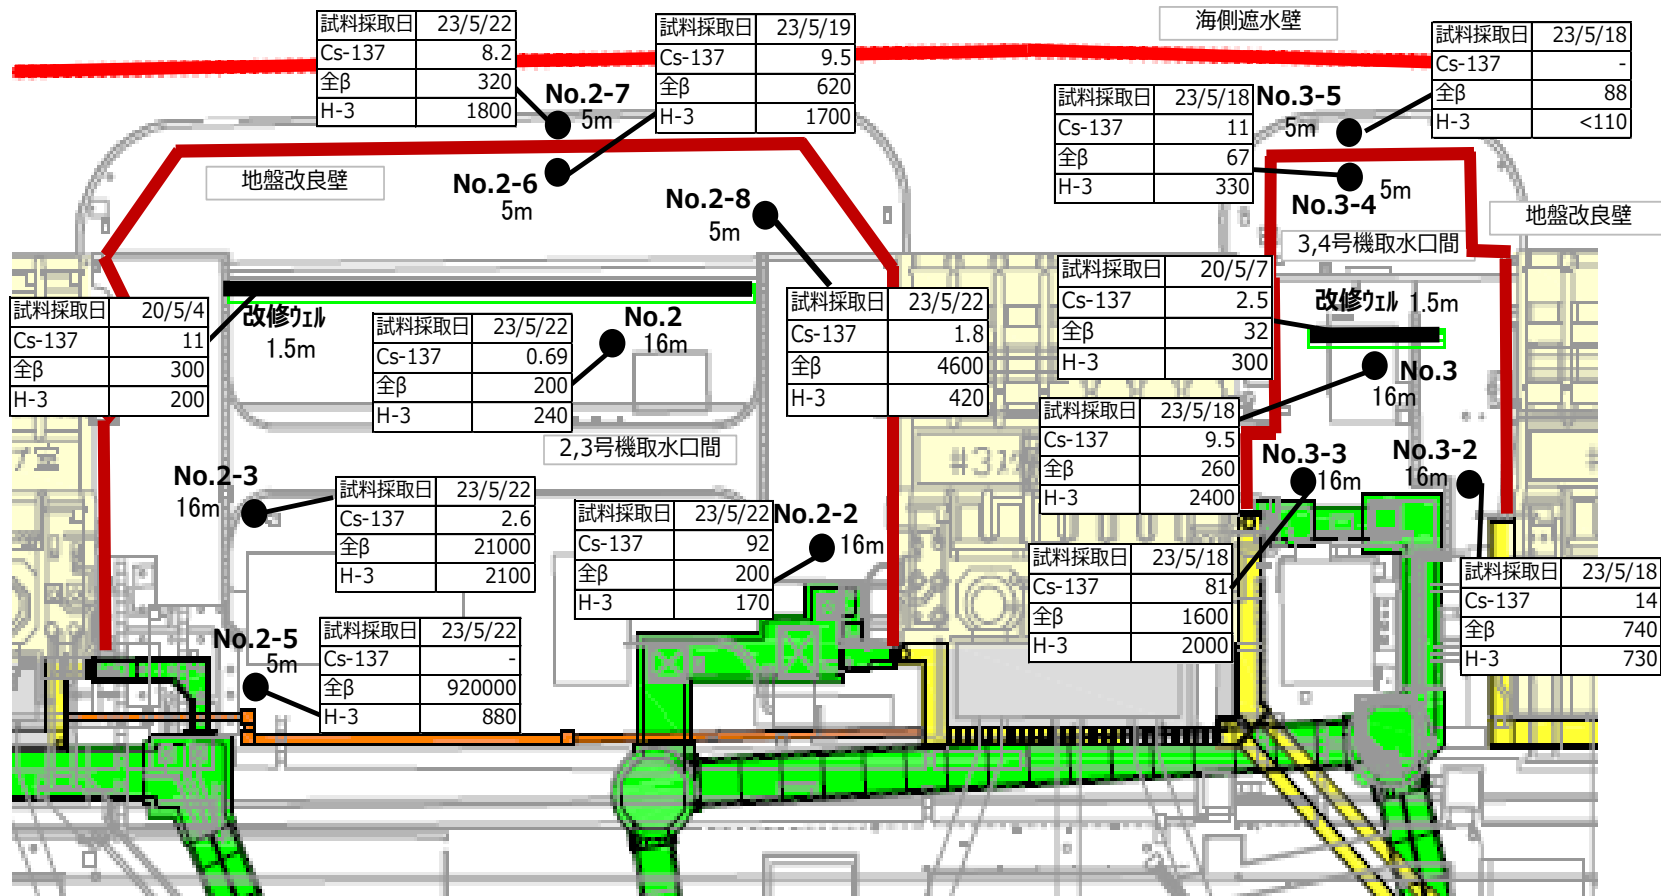 海側遮水壁
試料採取日 23/5/22
Cs-137 8.2
全β 320
H-3 1800
No.2-7
5m
試料採取日 23/5/19
Cs-137 9.5
全β 620
H-3 1700
No.2-6
5m
試料採取日 23/5/18
Cs-137 -
全β 88
H-3 <110
No.3-5
5m
試料採取日 23/5/18
Cs-137 11
全β 67
H-3 330
No.3-4
5m
地盤改良壁
地盤改良壁
No.2-8
5m
3,4号機取水口間
試料採取日 20/5/4
Cs-137 11
全β 300
H-3 200
改修ウェル
1.5m
試料採取日 23/5/22
Cs-137 0.69
全β 200
H-3 240
No.2
16m
試料採取日 23/5/22
Cs-137 1.8
全β 4600
H-3 420
試料採取日 20/5/7
Cs-137 2.5
全β 32
H-3 300
改修ウェル 1.5m
No.3
16m
試料採取日 23/5/18
Cs-137 9.5
全β 260
H-3 2400
2,3号機取水口間
No.2-3
16m
試料採取日 23/5/22
Cs-137 2.6
全β 21000
H-3 2100
試料採取日 23/5/22
Cs-137 92
全β 200
H-3 170
No.2-2
16m
No.3-3
16m
No.3-2
16m
試料採取日 23/5/18
Cs-137 81
全β 1600
H-3 2000
試料採取日 23/5/18
Cs-137 14
全β 740
H-3 730
No.2-5
5m
試料採取日 23/5/22
Cs-137 -
全β 920000
H-3 880